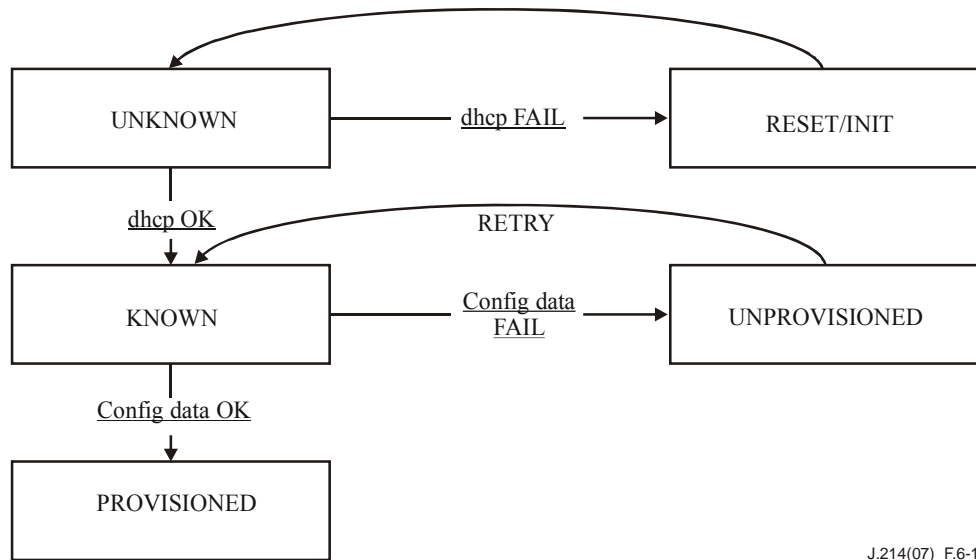 UNKNOWN
dhcp FAIL
RESET/INIT
dhcp OK
RETRY
KNOWN
Config data
FAIL
UNPROVISIONED
Config data OK
PROVISIONED
J.214(07)_F.6-1